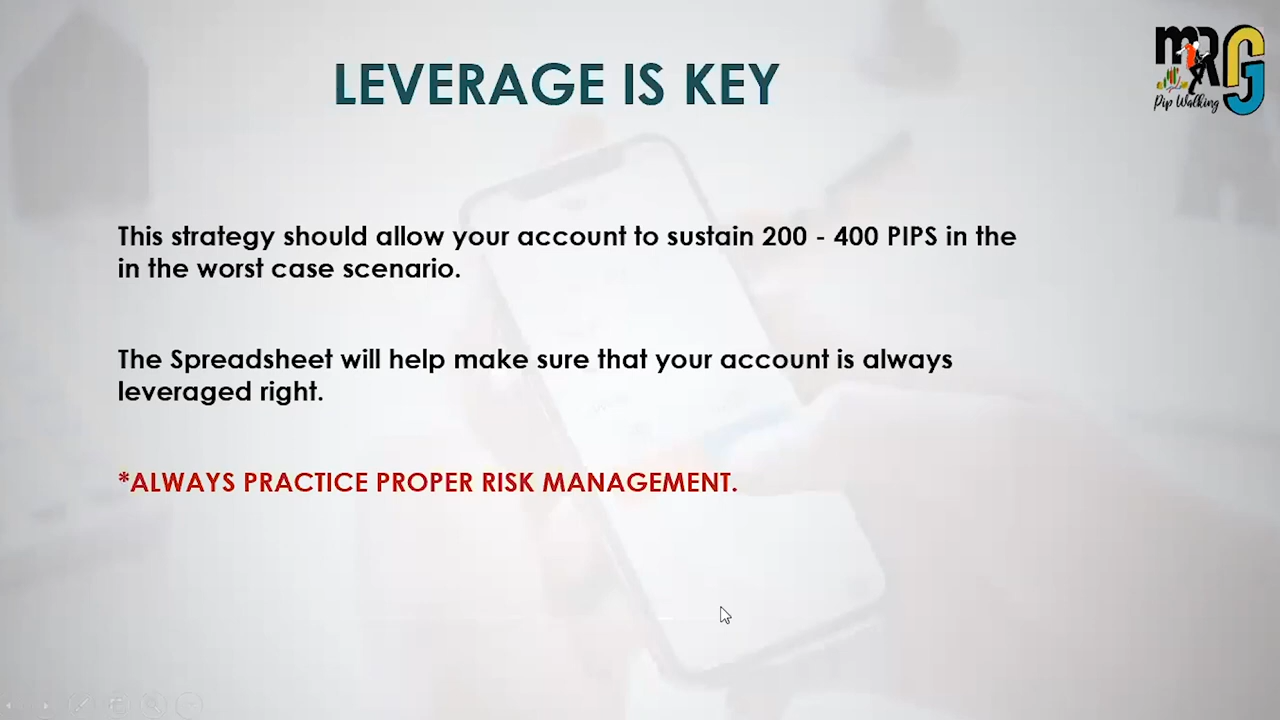 LEVERAGE IS KEY
MR G
Pip Walking
This strategy should allow your account to sustain 200 - 400 PIPS in the
in the worst case scenario.
The Spreadsheet will help make sure that your account is always
leveraged right.
*ALWAYS PRACTICE PROPER RISK MANAGEMENT.